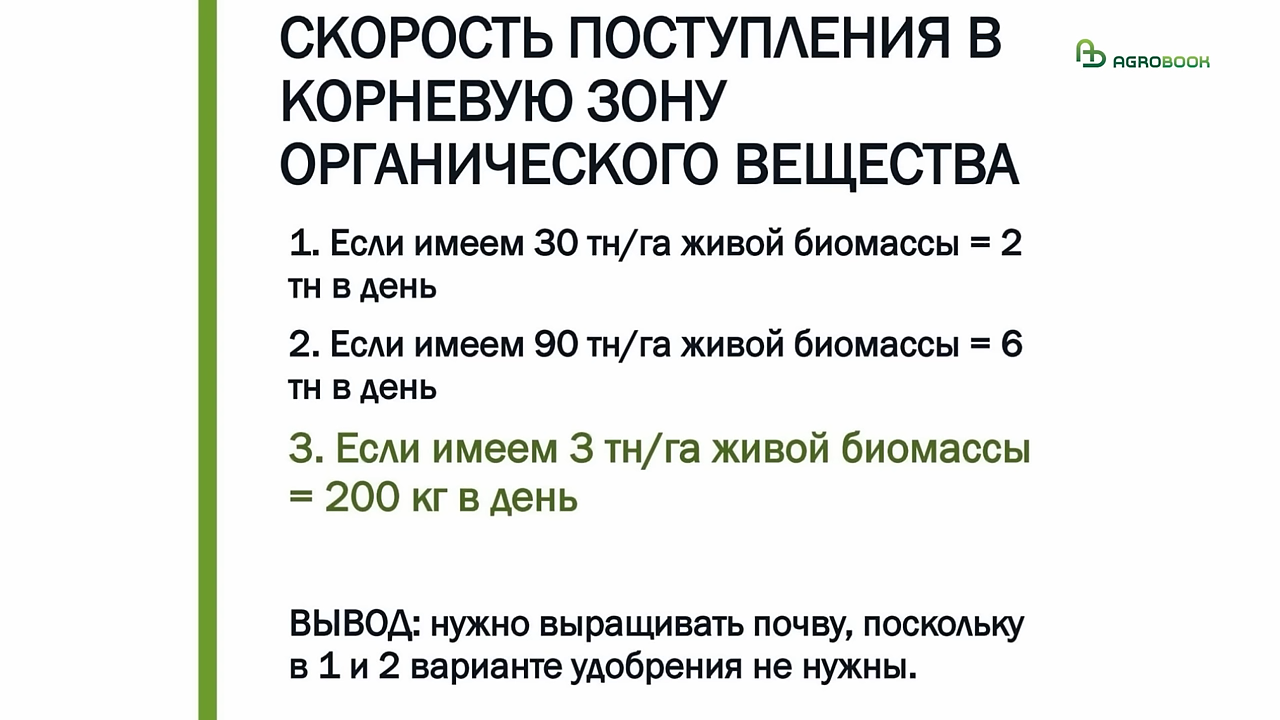 СКОРОСТЬ ПОСТУПЛЕНИЯ В
КОРНЕВУЮ ЗОНУ
ОРГАНИЧЕСКОГО ВЕЩЕСТВА
AGROBOOK
1. Если имеем 30 тн/га живой биомассы = 2
тн в день
2. Если имеем 90 тн/га живой биомассы = 6
тн в день
3. Если имеем 3 тн/га живой биомассы
= 200 кг в день
ВЫВОД: нужно выращивать почву, поскольку
в 1 и 2 варианте удобрения не нужны.